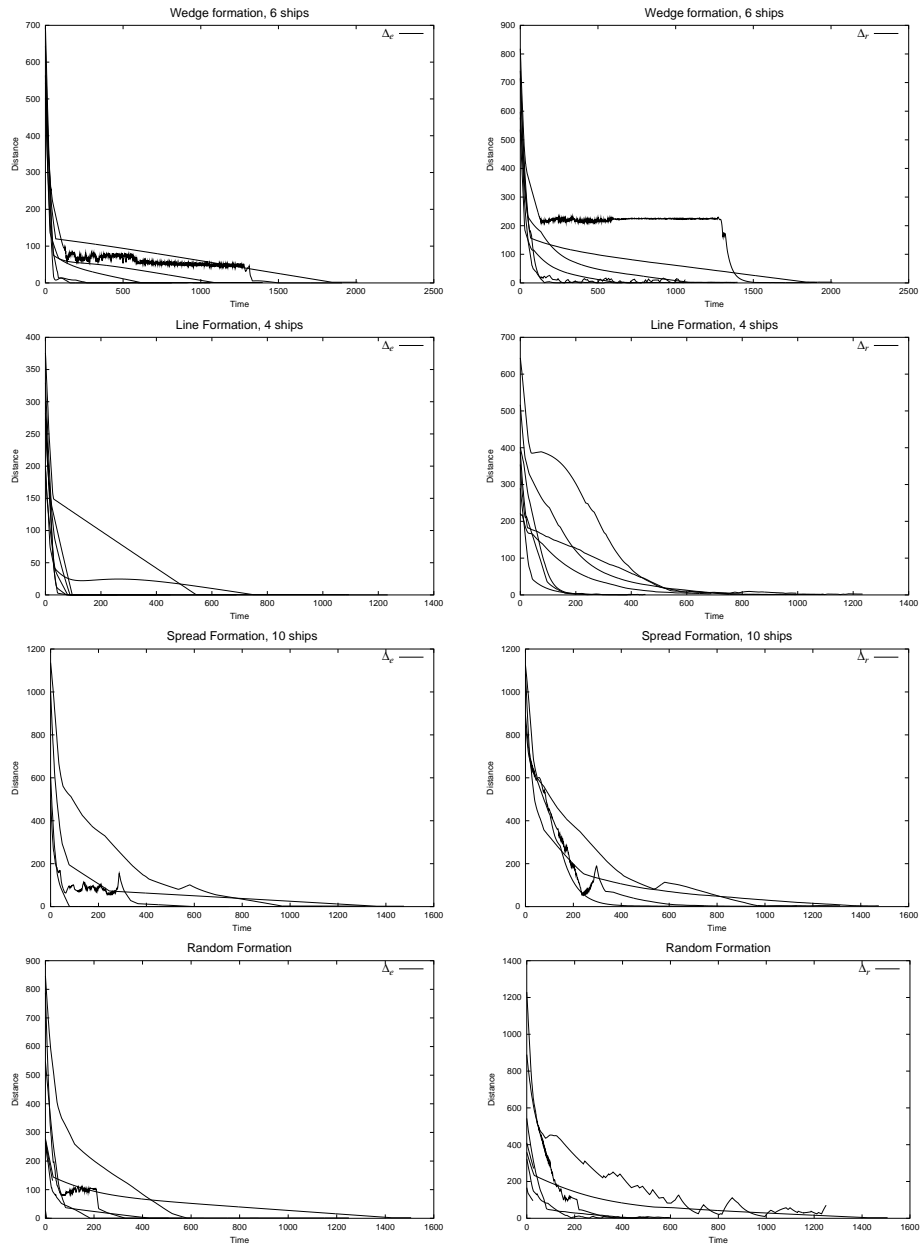 Wedge formation, 6 ships
700
600
500
400
300
200
100
0
0 500 1000 1500 2000 2500
Distance
Time
Δe
Wedge formation, 6 ships
900
800
700
600
500
400
300
200
100
0
0 500 1000 1500 2000 2500
Distance
Time
Δr
Line Formation, 4 ships
400
350
300
250
200
150
100
50
0
0 200 400 600 800 1000 1200 1400
Distance
Time
Δe
Line Formation, 4 ships
700
600
500
400
300
200
100
0
0 200 400 600 800 1000 1200 1400
Distance
Time
Δr
Spread Formation, 10 ships
1200
1000
800
600
400
200
0
0 200 400 600 800 1000 1200 1400 1600
Distance
Time
Δe
Spread Formation, 10 ships
1200
1000
800
600
400
200
0
0 200 400 600 800 1000 1200 1400 1600
Distance
Time
Δr
Random Formation
900
800
700
600
500
400
300
200
100
0
0 200 400 600 800 1000 1200 1400 1600
Distance
Time
Δe
Random Formation
1400
1200
1000
800
600
400
200
0
0 200 400 600 800 1000 1200 1400 1600
Distance
Time
Δr